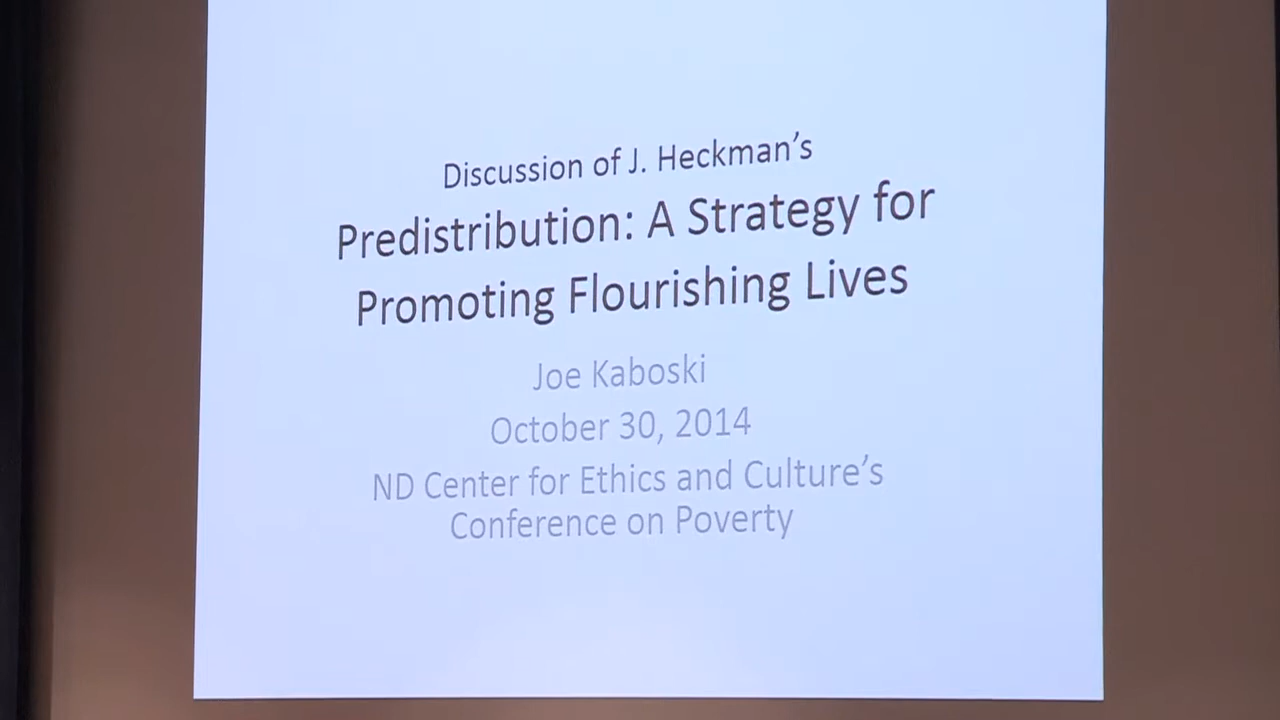 Discussion of J. Heckman's
Predistribution: A Strategy for
Promoting Flourishing Lives
Joe Kaboski
October 30, 2014
ND Center for Ethics and Culture's
Conference on Poverty